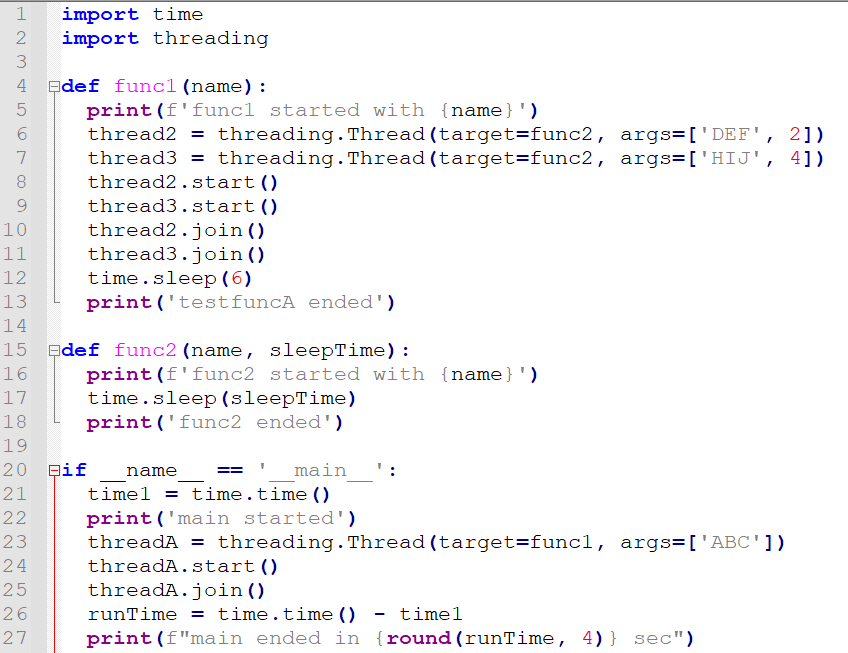 1 import time
2 import threading
3
4 def func1(name):
5 print(f'func1 started with {name}')
6 thread2 = threading.Thread(target=func2, args=['DEF', 2])
7 thread3 = threading.Thread(target=func2, args=['HIJ', 4])
8 thread2.start()
9 thread3.start()
10 thread2.join()
11 thread3.join()
12 time.sleep(6)
13 print('testfuncA ended')
14
15 def func2(name, sleepTime):
16 print(f'func2 started with {name}')
17 time.sleep(sleepTime)
18 print('func2 ended')
19
20 if __name__ == '__main__':
21 time1 = time.time()
22 print('main started')
23 threadA = threading.Thread(target=func1, args=['ABC'])
24 threadA.start()
25 threadA.join()
26 runTime = time.time() - time1
27 print(f"main ended in {round(runTime, 4)} sec")